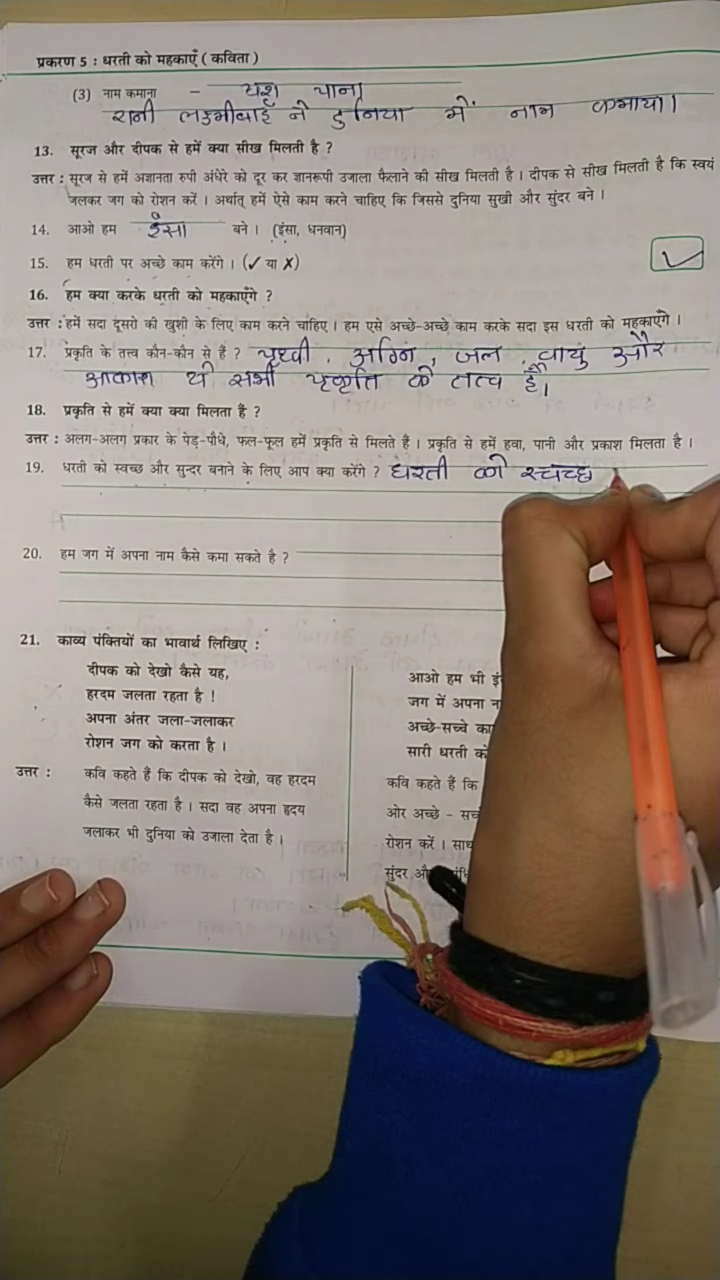 प्रकरण 5 : धरती को महकाएँ ( कविता )
(3) नाम कमाना – यश पाना
रानी लक्ष्मीबाई ने दुनिया में नाम कमाया।
13. सूरज और दीपक से हमें क्या सीख मिलती है ?
उत्तर : सूरज से हमें अज्ञानता रुपी अंधेरे को दूर कर ज्ञानरूपी उजाला फैलाने की सीख मिलती है । दीपक से सीख मिलती है कि स्वयं
जलकर जग को रोशन करें । अर्थात् हमें ऐसे काम करने चाहिए कि जिससे दुनिया सुखी और सुंदर बने ।
14. आओ हम इंसा बने । (इंसा, धनवान)
15. हम धरती पर अच्छे काम करेंगे । (✓ या ✗) ✓
16. हम क्या करके धरती को महकाएँगे ?
उत्तर : हमें सदा दूसरो की खुशी के लिए काम करने चाहिए । हम एसे अच्छे-अच्छे काम करके सदा इस धरती को महकाएँगे ।
17. प्रकृति के तत्त्व कौन-कौन से हैं ? पृथ्वी , अग्नि , जल , वायु और
आकाश ये सभी प्रकृति के तत्व हैं।
18. प्रकृति से हमें क्या क्या मिलता है ?
उत्तर : अलग-अलग प्रकार के पेड़-पौधे, फल-फूल हमें प्रकृति से मिलते है । प्रकृति से हमें हवा, पानी और प्रकाश मिलता है ।
19. धरती को स्वच्छ और सुन्दर बनाने के लिए आप क्या करेंगे ? धरती को स्वच्छ
20. हम जग में अपना नाम कैसे कमा सकते है ?
21. काव्य पंक्तियों का भावार्थ लिखिए :
दीपक को देखो कैसे यह,
हरदम जलता रहता है !
अपना अंतर जला-जलाकर
रोशन जग को करता है ।
उत्तर : कवि कहते हैं कि दीपक को देखो, वह हरदम
कैसे जलता रहता है । सदा वह अपना हृदय
जलाकर भी दुनिया को उजाला देता है ।
आओ हम भी
जग में अपना
अच्छे-सच्चे
सारी धरती को
कवि कहते हैं कि
ओर अच्छे -
रोशन करें ।
सुंदर